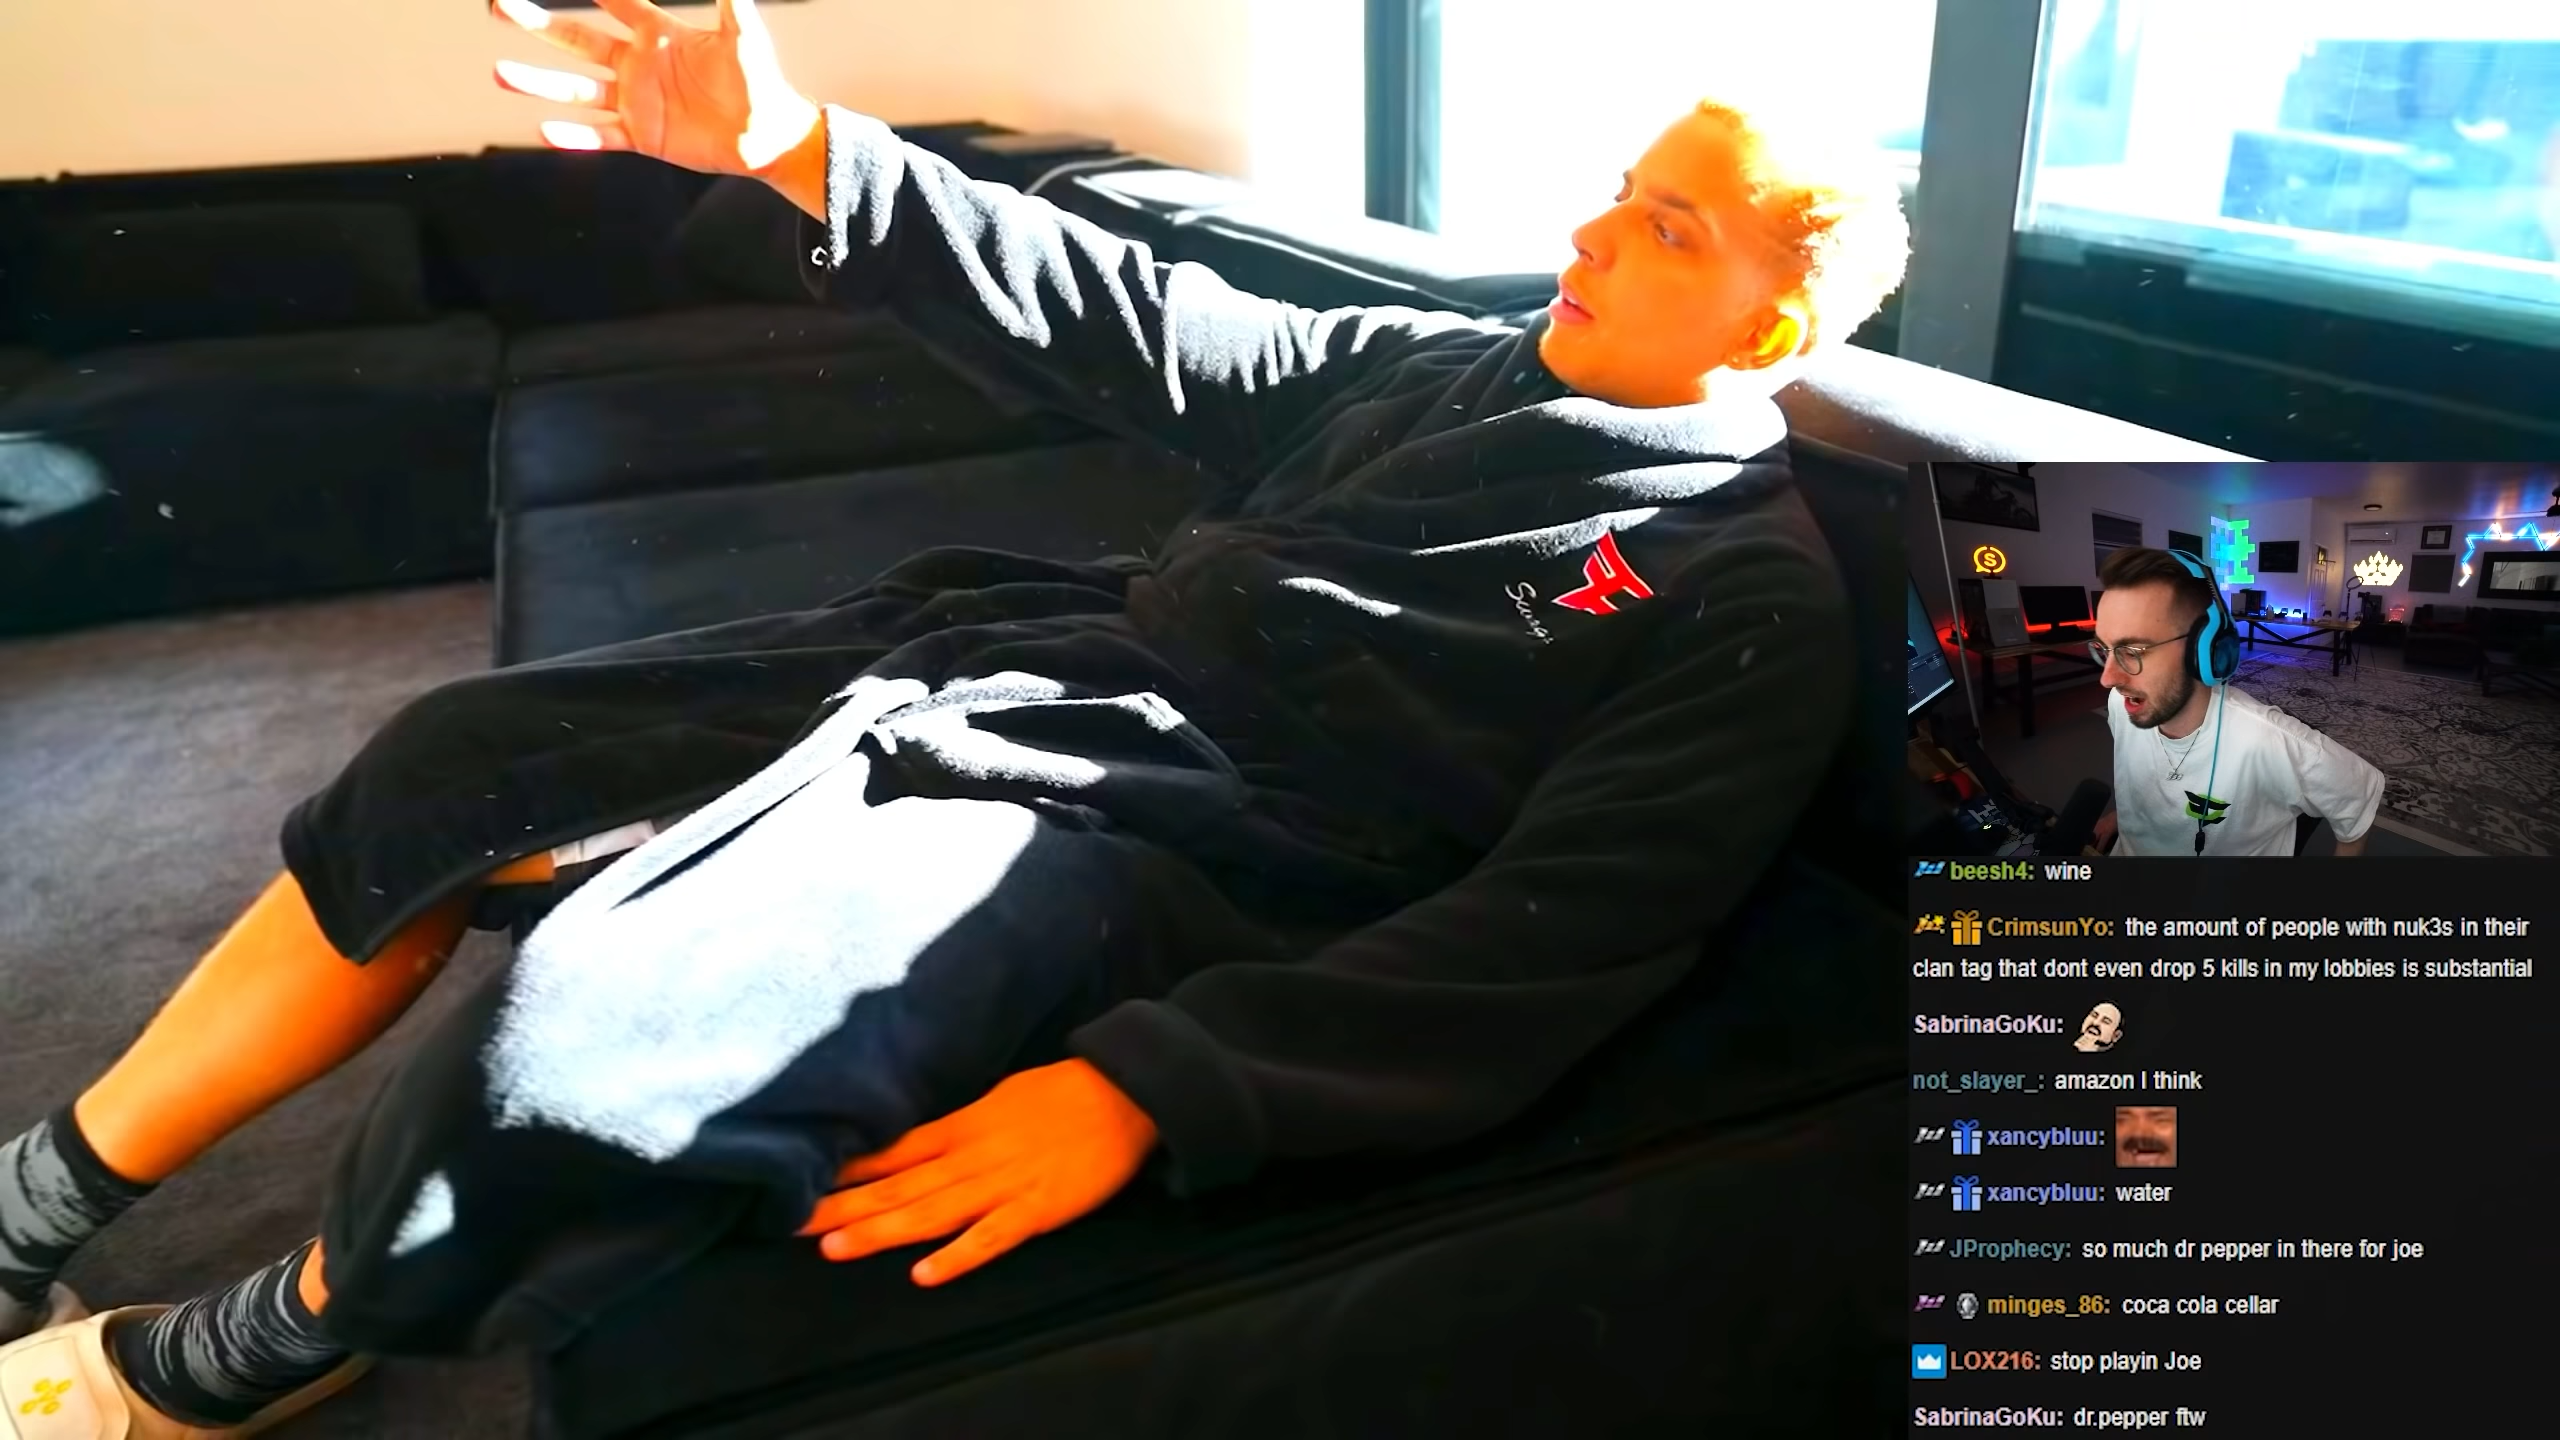 Surge
beesh4: wine
CrimsunYo: the amount of people with nuk3s in their
clan tag that dont even drop 5 kills in my lobbies is substantial
SabrinaGoKu:
not_slayer_: amazon I think
xancybluu:
xancybluu: water
JProphecy: so much dr pepper in there for joe
minges_86: coca cola cellar
LOX216: stop playin Joe
SabrinaGoKu: dr.pepper ftw